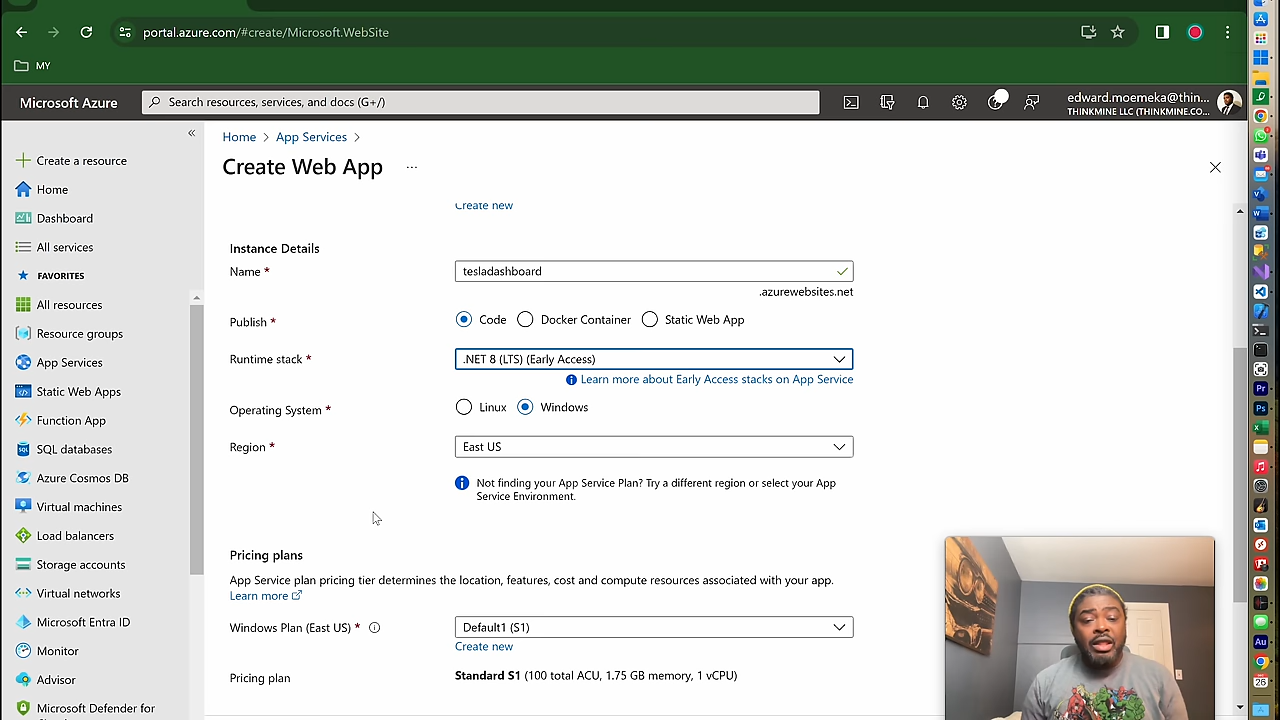 portal.azure.com/#create/Microsoft.WebSite
MY
Microsoft Azure
Search resources, services, and docs (G+/)
edward.moemeka@thin...
THINKMINE LLC (THINKMINE.CO...
Create a resource
Home
Dashboard
All services
FAVORITES
All resources
Resource groups
App Services
Static Web Apps
Function App
SQL databases
Azure Cosmos DB
Virtual machines
Load balancers
Storage accounts
Virtual networks
Microsoft Entra ID
Monitor
Advisor
Microsoft Defender for
Home > App Services >
Create Web App ...
Create new
Instance Details
Name *
tesladashboard
.azurewebsites.net
Publish *
Code Docker Container Static Web App
Runtime stack *
.NET 8 (LTS) (Early Access)
Learn more about Early Access stacks on App Service
Operating System *
Linux Windows
Region *
East US
Not finding your App Service Plan? Try a different region or select your App
Service Environment.
Pricing plans
App Service plan pricing tier determines the location, features, cost and compute resources associated with your app.
Learn more
Windows Plan (East US) *
Default1 (S1)
Create new
Pricing plan
Standard S1 (100 total ACU, 1.75 GB memory, 1 vCPU)
Pr
Ps
Au
26